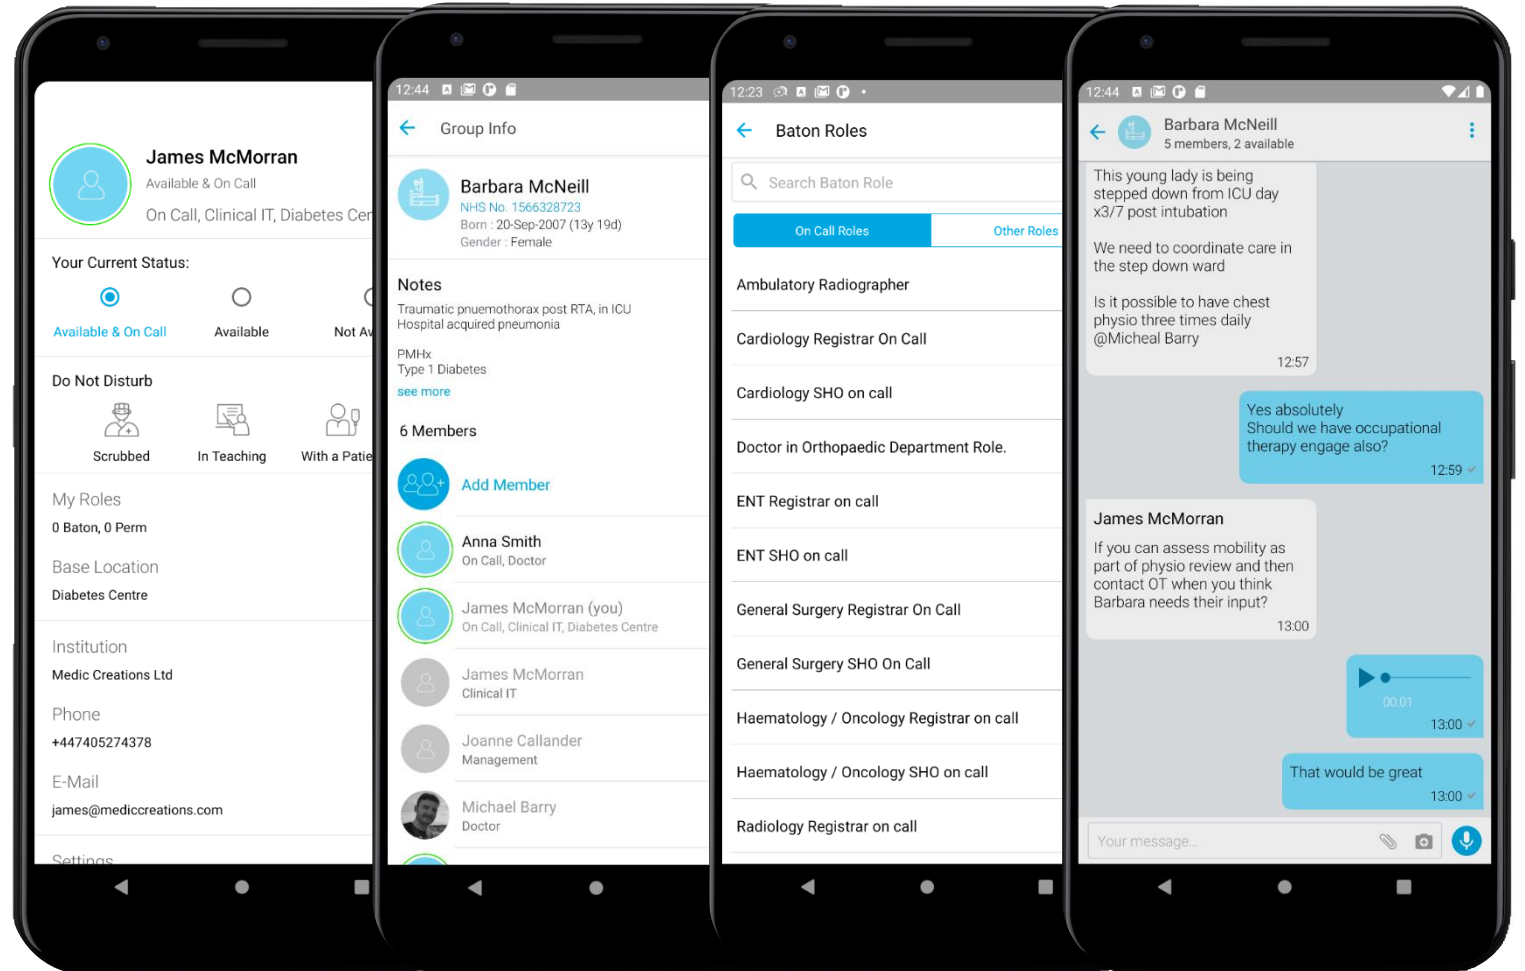 James McMorran
Available & On Call
On Call, Clinical IT, Diabetes Cen
Your Current Status:
Available & On Call
Available
Not Av
Do Not Disturb
Scrubbed
In Teaching
With a Patie
My Roles
0 Baton, 0 Perm
Base Location
Diabetes Centre
Institution
Medic Creations Ltd
Phone
+447405274378
E-Mail
james@mediccreations.com
Settings
12:44
Group Info
Barbara McNeill
NHS No. 1566328723
Born : 20-Sep-2007 (13y 19d)
Gender : Female
Notes
Traumatic pnuemothorax post RTA, in ICU
Hospital acquired pneumonia
PMHx
Type 1 Diabetes
see more
6 Members
Add Member
Anna Smith
On Call, Doctor
James McMorran (you)
On Call, Clinical IT, Diabetes Centre
James McMorran
Clinical IT
Joanne Callander
Management
Michael Barry
Doctor
12:23
Baton Roles
Search Baton Role
On Call Roles
Other Roles
Ambulatory Radiographer
Cardiology Registrar On Call
Cardiology SHO on call
Doctor in Orthopaedic Department Role.
ENT Registrar on call
ENT SHO on call
General Surgery Registrar On Call
General Surgery SHO On Call
Haematology / Oncology Registrar on call
Haematology / Oncology SHO on call
Radiology Registrar on call
12:44
Barbara McNeill
5 members, 2 available
This young lady is being
stepped down from ICU day
x3/7 post intubation
We need to coordinate care in
the step down ward
Is it possible to have chest
physio three times daily
@Micheal Barry
12:57
Yes absolutely
Should we have occupational
therapy engage also?
12:59
James McMorran
If you can assess mobility as
part of physio review and then
contact OT when you think
Barbara needs their input?
13:00
00:01
13:00
That would be great
13:00
Your message...